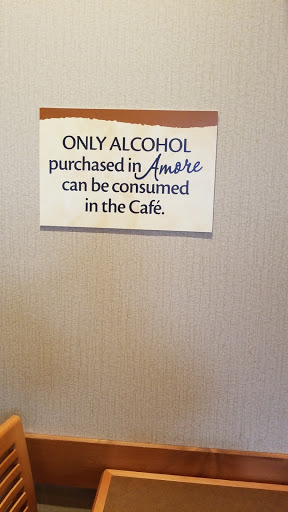 ONLY ALCOHOL
purchased in Amore
can be consumed
in the Café.